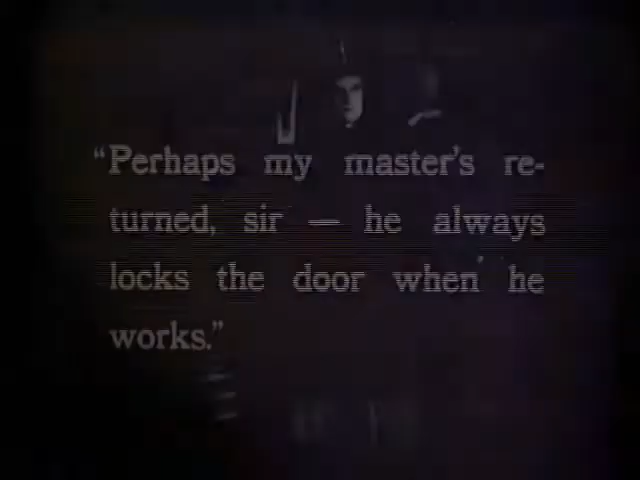 “Perhaps my master's re-
turned, sir — he always
locks the door when he
works.”